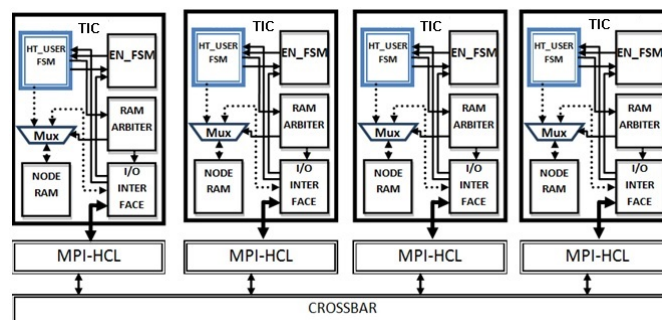 TIC
HT_USER
FSM
EN_FSM
RAM
ARBITER
Mux
NODE
RAM
I/O
INTER
FACE
MPI-HCL
TIC
HT_USER
FSM
EN_FSM
RAM
ARBITER
Mux
NODE
RAM
I/O
INTER
FACE
MPI-HCL
TIC
HT_USER
FSM
EN_FSM
RAM
ARBITER
Mux
NODE
RAM
I/O
INTER
FACE
MPI-HCL
TIC
HT_USER
FSM
EN_FSM
RAM
ARBITER
Mux
NODE
RAM
I/O
INTER
FACE
MPI-HCL
CROSSBAR